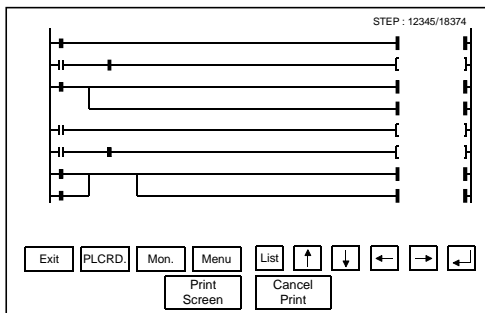 STEP : 12345/18374
Exit PLCRD. Mon. Menu List
Print Screen
Cancel Print